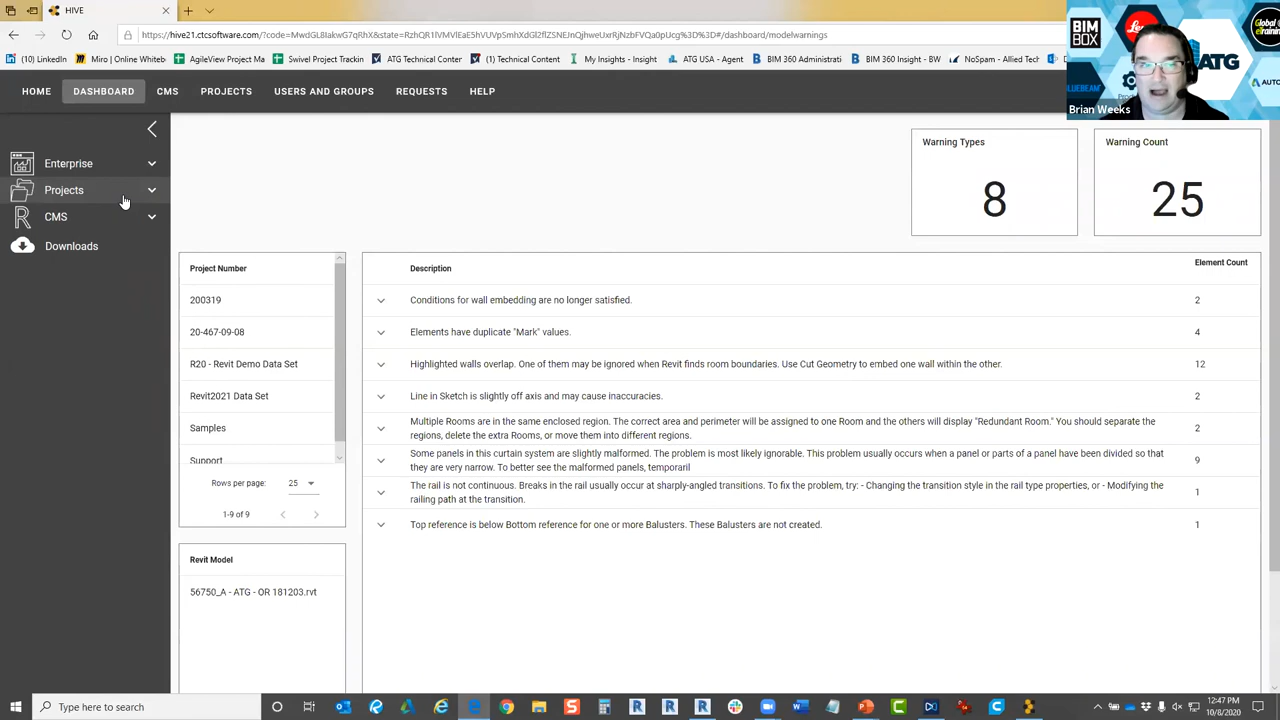 HIVE
https://hive21.ctcsoftware.com/
/dashboard/modelwarnings
(10) LinkedIn
Miro | Online Whiteb
AgileView Project Ma
Swivel Project Trackin
ATG Technical Conter
(1) Technical Content
My Insights - Insight
ATG USA - Agent
BIM 360 Administrati
BIM 360 Insight - BW
NoSpam - Allied Tech
BIM BOX
Global eTraining
ATG
BLUEBEAM
AUTO
Brian Weeks
HOME DASHBOARD CMS PROJECTS USERS AND GROUPS REQUESTS HELP
Enterprise
Projects
CMS
Downloads
Warning Types
8
Warning Count
25
Project Number
200319
20-467-09-08
R20 - Revit Demo Data Set
Revit2021 Data Set
Samples
Support
Rows per page: 25
1-9 of 9
Revit Model
56750_A - ATG - OR 181203.rvt
Description Element Count
Conditions for wall embedding are no longer satisfied. 2
Elements have duplicate "Mark" values. 4
Highlighted walls overlap. One of them may be ignored when Revit finds room boundaries. Use Cut Geometry to embed one wall within the other. 12
Line in Sketch is slightly off axis and may cause inaccuracies. 2
Multiple Rooms are in the same enclosed region. The correct area and perimeter will be assigned to one Room and the others will display "Redundant Room." You should separate the
regions, delete the extra Rooms, or move them into different regions. 2
Some panels in this curtain system are slightly malformed. The problem is most likely ignorable. This problem usually occurs when a panel or parts of a panel have been divided so that
they are very narrow. To better see the malformed panels, temporaril 9
The rail is not continuous. Breaks in the rail usually occur at sharply-angled transitions. To fix the problem, try: - Changing the transition style in the rail type properties, or - Modifying the
railing path at the transition. 1
Top reference is below Bottom reference for one or more Balusters. These Balusters are not created. 1
Type here to search
12:47 PM
10/8/2020